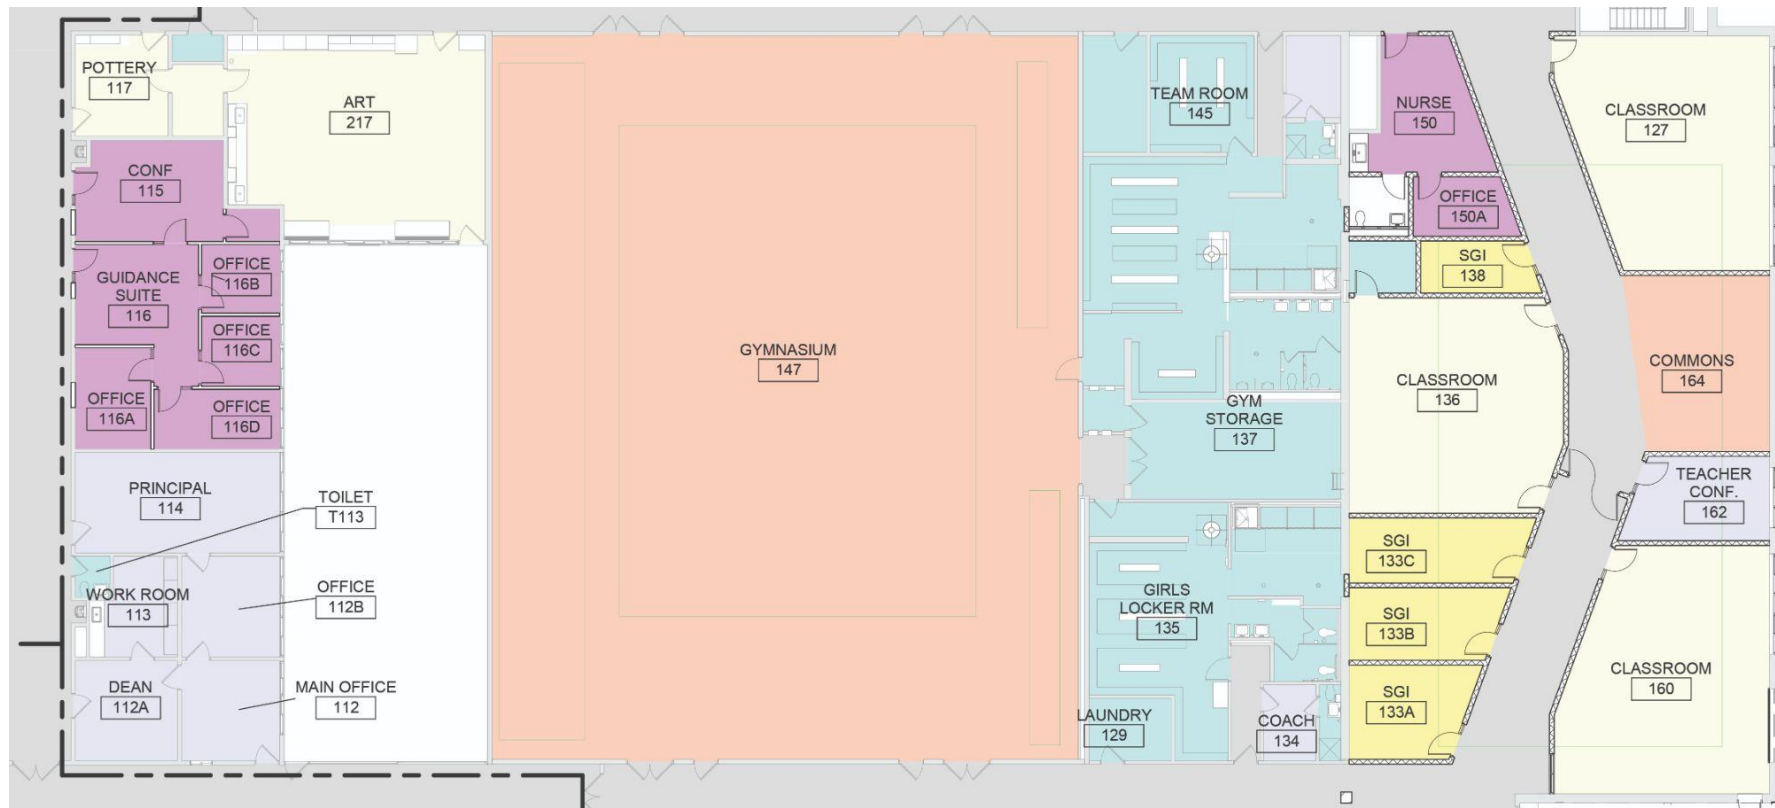 POTTERY
117
ART
217
CONF
115
GUIDANCE
SUITE
116
OFFICE
116B
OFFICE
116C
OFFICE
116A
OFFICE
116D
PRINCIPAL
114
TOILET
T113
WORK ROOM
113
OFFICE
112B
DEAN
112A
MAIN OFFICE
112
GYMNASIUM
147
TEAM ROOM
145
GYM
STORAGE
137
GIRLS
LOCKER RM
135
LAUNDRY
129
COACH
134
NURSE
150
OFFICE
150A
SGI
138
CLASSROOM
136
SGI
133C
SGI
133B
SGI
133A
CLASSROOM
127
COMMONS
164
TEACHER
CONF.
162
CLASSROOM
160